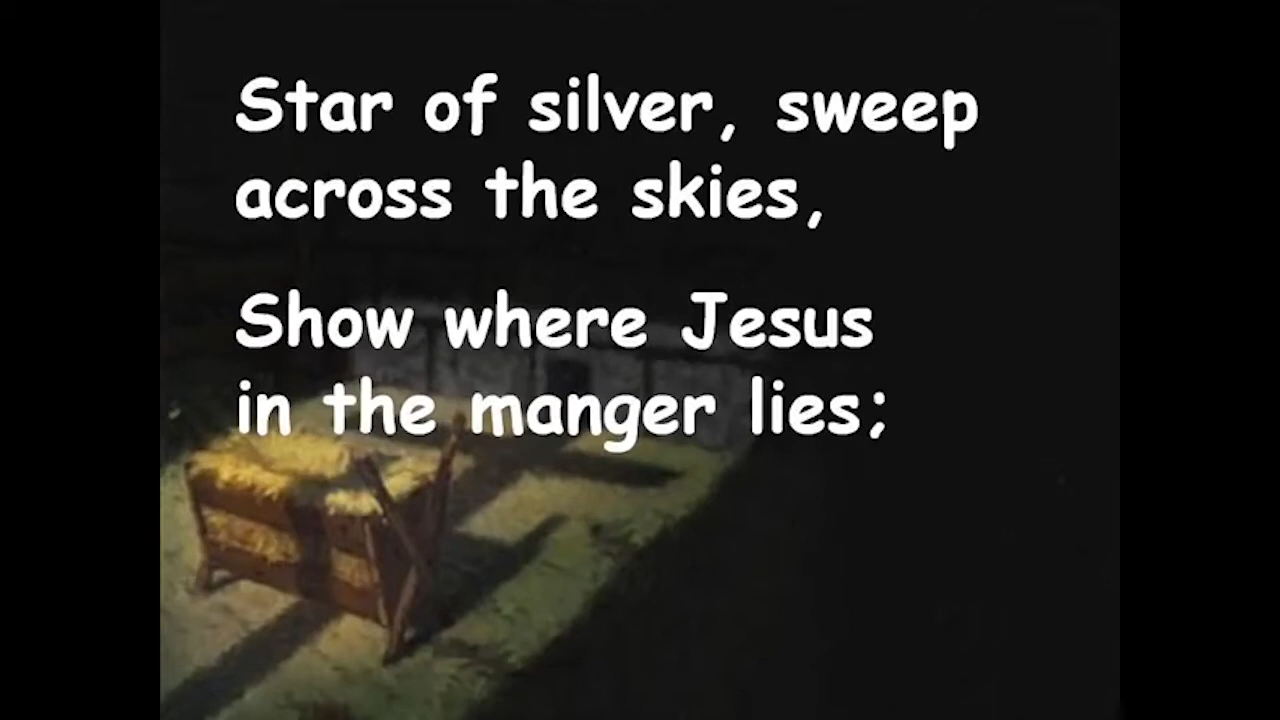 Star of silver, sweep
across the skies,
Show where Jesus
in the manger lies;